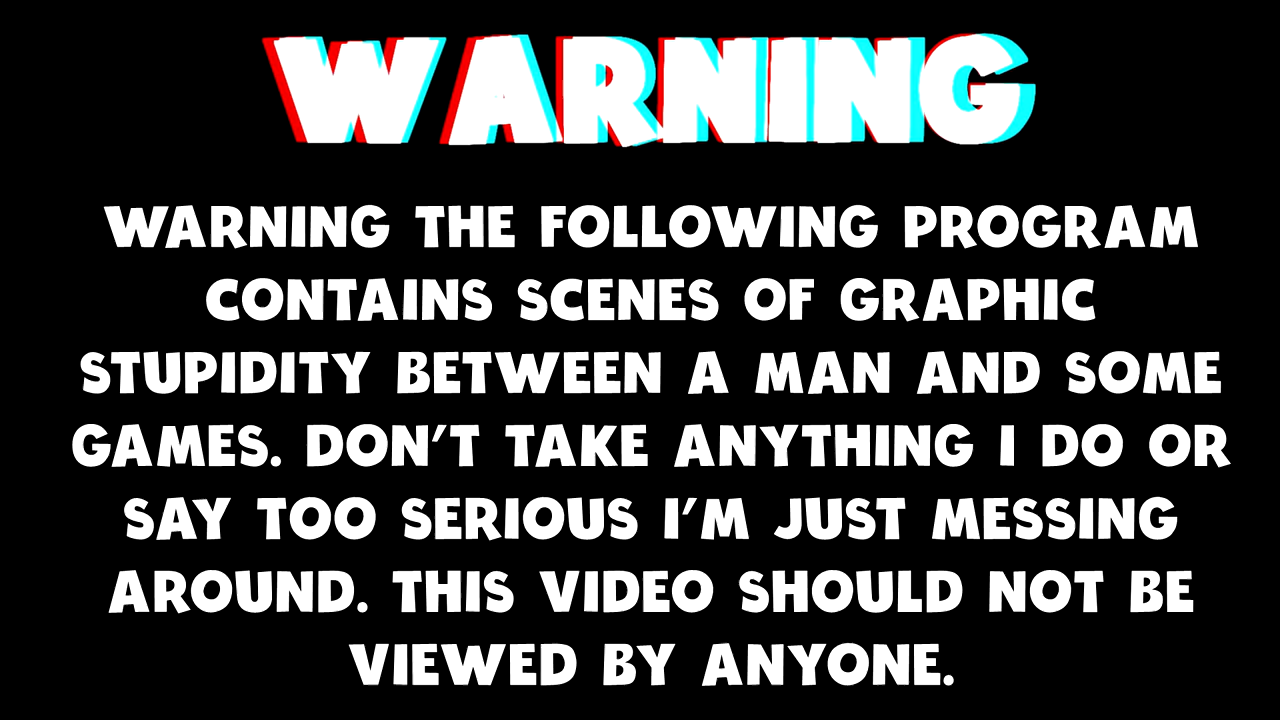 WARNING
WARNING THE FOLLOWING PROGRAM
CONTAINS SCENES OF GRAPHIC
STUPIDITY BETWEEN A MAN AND SOME
GAMES. DON'T TAKE ANYTHING I DO OR
SAY TOO SERIOUS I'M JUST MESSING
AROUND. THIS VIDEO SHOULD NOT BE
VIEWED BY ANYONE.